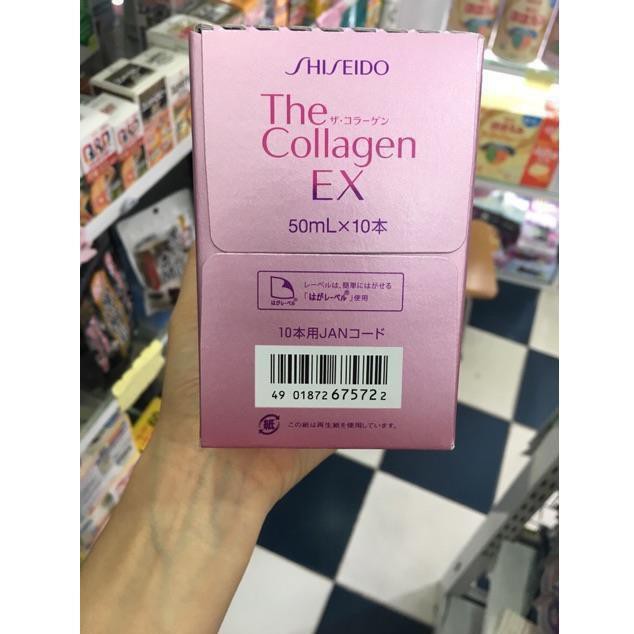 SHISEIDO
The
ザ・コラーゲン
Collagen
EX
50mL×10本
レーベルは、簡単にはがせる
「はがレーベル®」使用
はがレーベル®
10本用JANコード
49 01872 67572 2
紙
この紙は再生紙を使用しています。